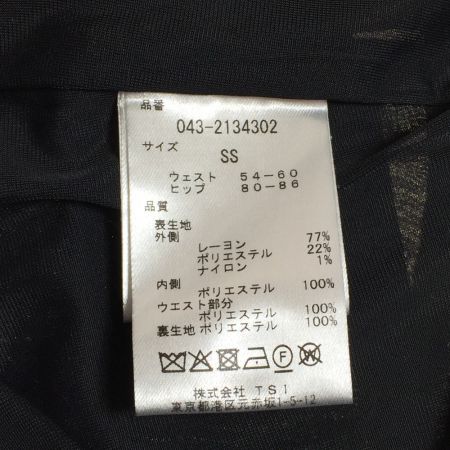 品番
043-2134302
サイズ
SS
ウェスト 54-60
ヒップ 80-86
品質
表生地
外側
レーヨン 77%
ポリエステル 22%
ナイロン 1%
内側
ポリエステル 100%
ウエスト部分
ポリエステル 100%
裏生地 ポリエステル 100%
株式会社 TSI
東京都港区元赤坂1-5-12